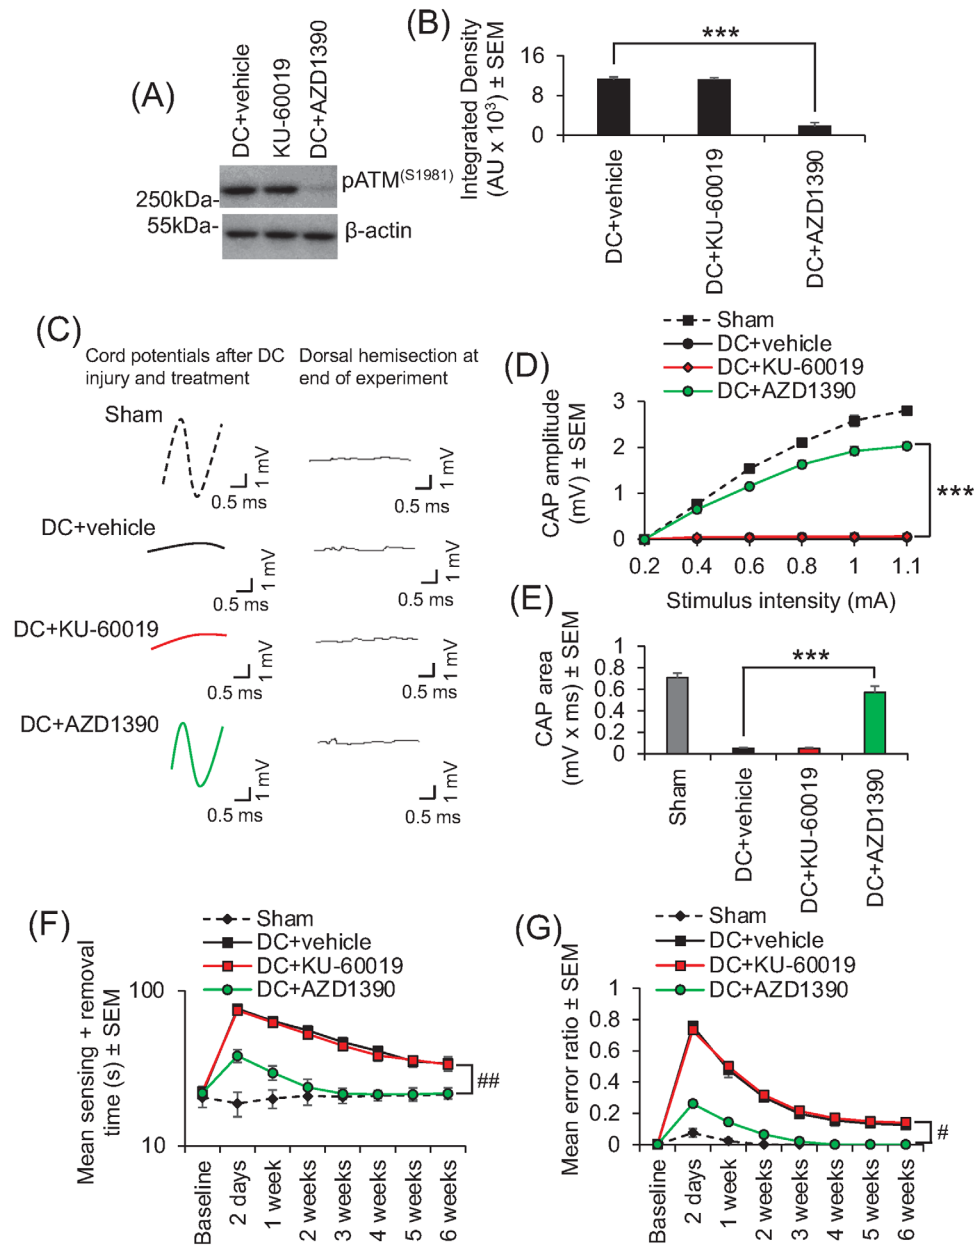 (A)
DC+vehicle
KU-60019
DC+AZD1390
pATM(S1981)
250kDa-
55kDa-
β-actin
(B)
Integrated Density
(AU x 10³) ± SEM
16
8
0
***
DC+vehicle
DC+KU-60019
DC+AZD1390
(C)
Cord potentials after DC
injury and treatment
Dorsal hemisection at
end of experiment
Sham
1 mV
0.5 ms
1 mV
0.5 ms
DC+vehicle
1 mV
0.5 ms
1 mV
0.5 ms
DC+KU-60019
1 mV
0.5 ms
1 mV
0.5 ms
DC+AZD1390
1 mV
0.5 ms
1 mV
0.5 ms
(D)
Sham
DC+vehicle
DC+KU-60019
DC+AZD1390
CAP amplitude
(mV) ± SEM
3
2
1
0
***
0.2 0.4 0.6 0.8 1 1.1
Stimulus intensity (mA)
(E)
CAP area
(mV x ms) ± SEM
1
0.8
0.6
0.4
0.2
0
***
Sham
DC+vehicle
DC+KU-60019
DC+AZD1390
(F)
Sham
DC+vehicle
DC+KU-60019
DC+AZD1390
Mean sensing + removal
time (s) ± SEM
100
10
##
Baseline
2 days
1 week
2 weeks
3 weeks
4 weeks
5 weeks
6 weeks
(G)
Sham
DC+vehicle
DC+KU-60019
DC+AZD1390
Mean error ratio ± SEM
1
0.8
0.6
0.4
0.2
0
#
Baseline
2 days
1 week
2 weeks
3 weeks
4 weeks
5 weeks
6 weeks